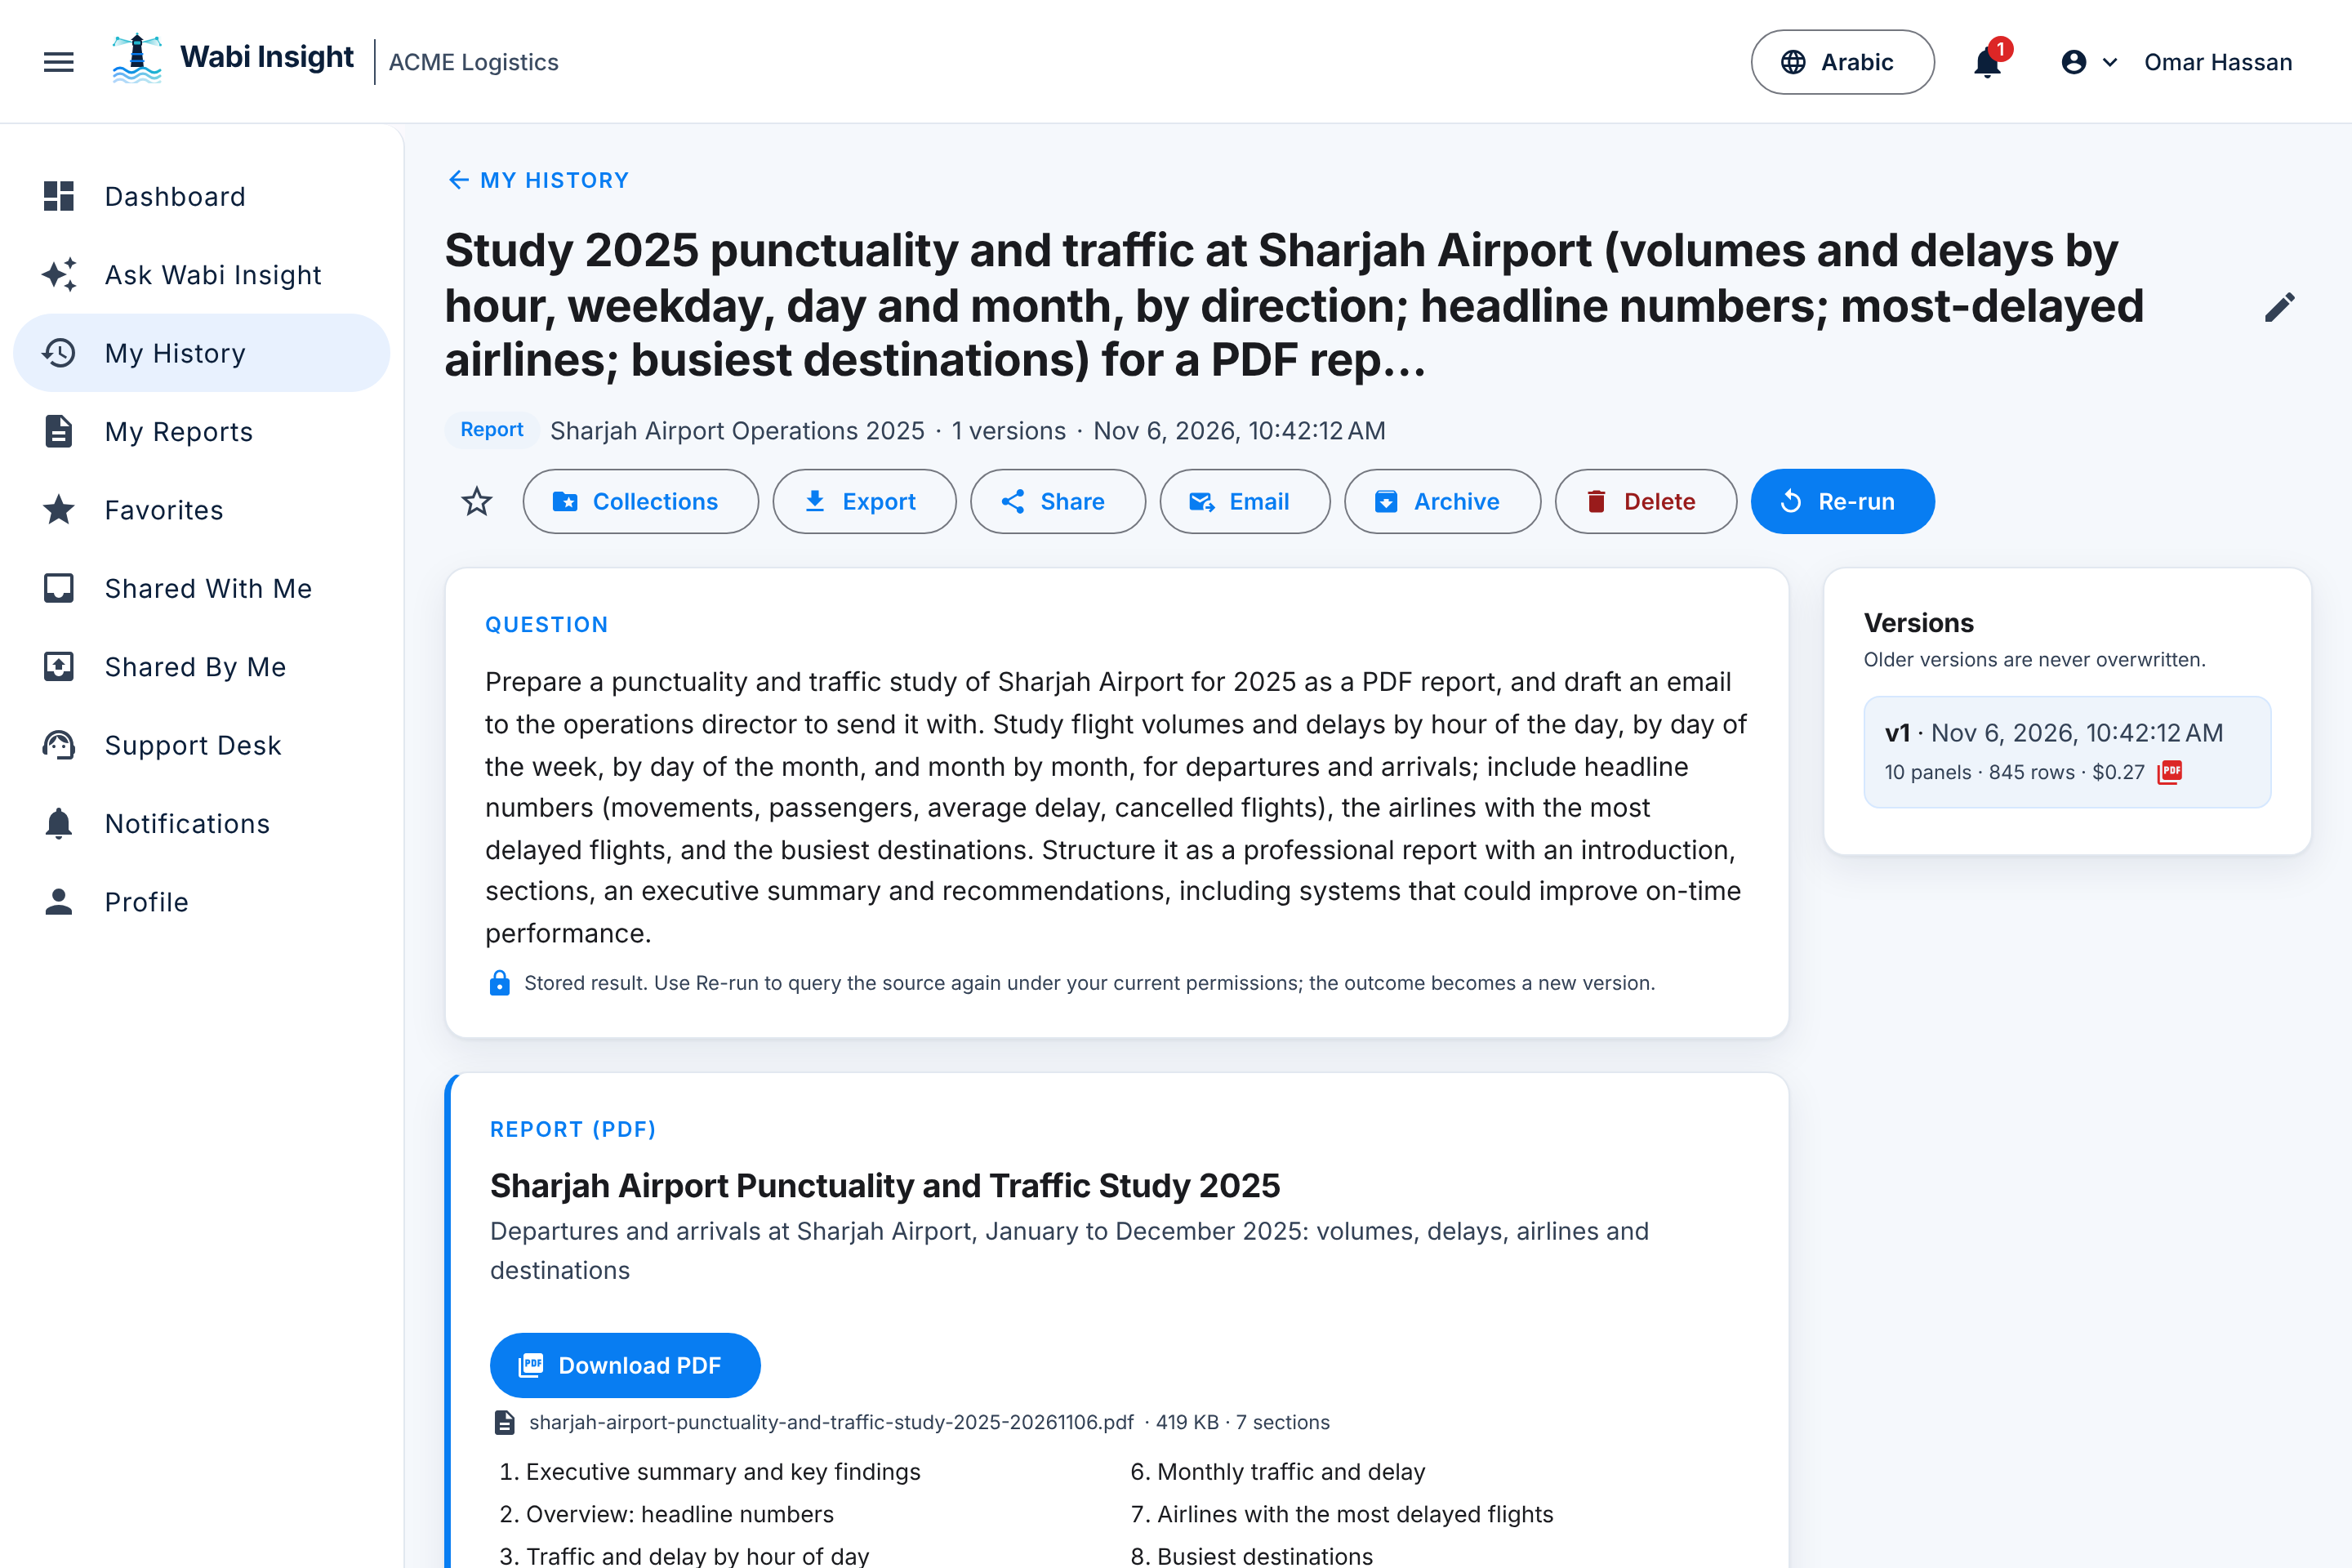 Wabi Insight
ACME Logistics
Arabic
1
Omar Hassan
Dashboard
Ask Wabi Insight
My History
My Reports
Favorites
Shared With Me
Shared By Me
Support Desk
Notifications
Profile
MY HISTORY
Study 2025 punctuality and traffic at Sharjah Airport (volumes and delays by
hour, weekday, day and month, by direction; headline numbers; most-delayed
airlines; busiest destinations) for a PDF rep...
Report
Sharjah Airport Operations 2025 · 1 versions · Nov 6, 2026, 10:42:12 AM
Collections
Export
Share
Email
Archive
Delete
Re-run
QUESTION
Prepare a punctuality and traffic study of Sharjah Airport for 2025 as a PDF report, and draft an email
to the operations director to send it with. Study flight volumes and delays by hour of the day, by day of
the week, by day of the month, and month by month, for departures and arrivals; include headline
numbers (movements, passengers, average delay, cancelled flights), the airlines with the most
delayed flights, and the busiest destinations. Structure it as a professional report with an introduction,
sections, an executive summary and recommendations, including systems that could improve on-time
performance.
Stored result. Use Re-run to query the source again under your current permissions; the outcome becomes a new version.
Versions
Older versions are never overwritten.
v1 · Nov 6, 2026, 10:42:12 AM
10 panels · 845 rows · $0.27 PDF
REPORT (PDF)
Sharjah Airport Punctuality and Traffic Study 2025
Departures and arrivals at Sharjah Airport, January to December 2025: volumes, delays, airlines and
destinations
PDF Download PDF
sharjah-airport-punctuality-and-traffic-study-2025-20261106.pdf · 419 KB · 7 sections
1. Executive summary and key findings
2. Overview: headline numbers
3. Traffic and delay by hour of day
6. Monthly traffic and delay
7. Airlines with the most delayed flights
8. Busiest destinations